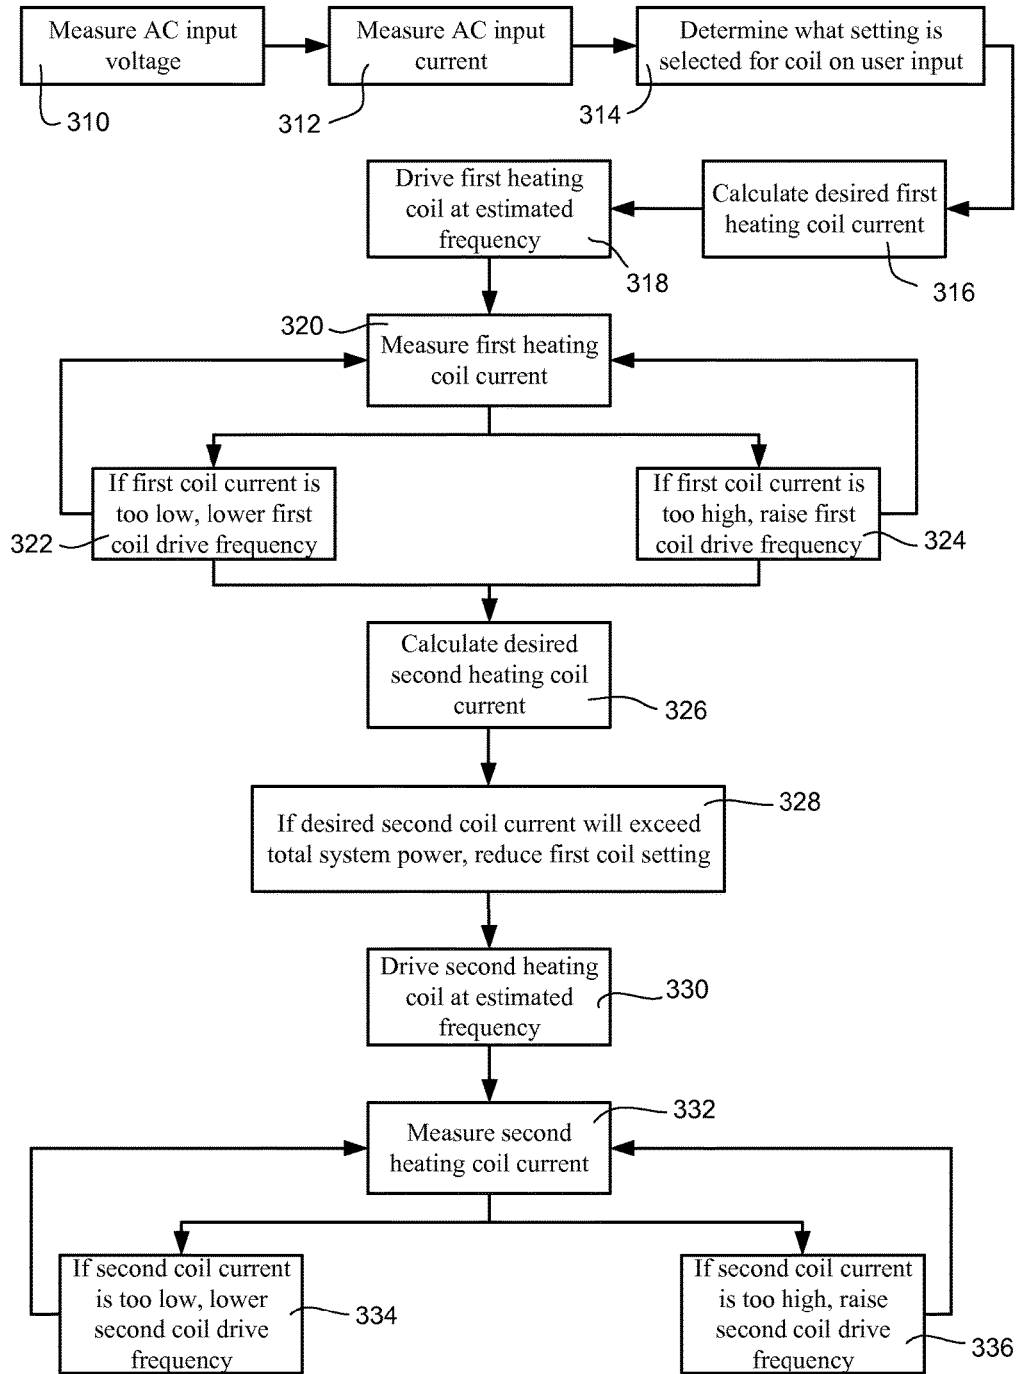 Measure AC input
voltage
310
Measure AC input
current
312
Determine what setting is
selected for coil on user input
314
Drive first heating
coil at estimated
frequency
318
Calculate desired first
heating coil current
316
320
Measure first heating
coil current
If first coil current is
too low, lower first
coil drive frequency
322
If first coil current is
too high, raise first
coil drive frequency
324
Calculate desired
second heating coil
current
326
328
If desired second coil current will exceed
total system power, reduce first coil setting
Drive second heating
coil at estimated
frequency
330
332
Measure second
heating coil current
If second coil current
is too low, lower
second coil drive
frequency
334
If second coil current
is too high, raise
second coil drive
frequency
336